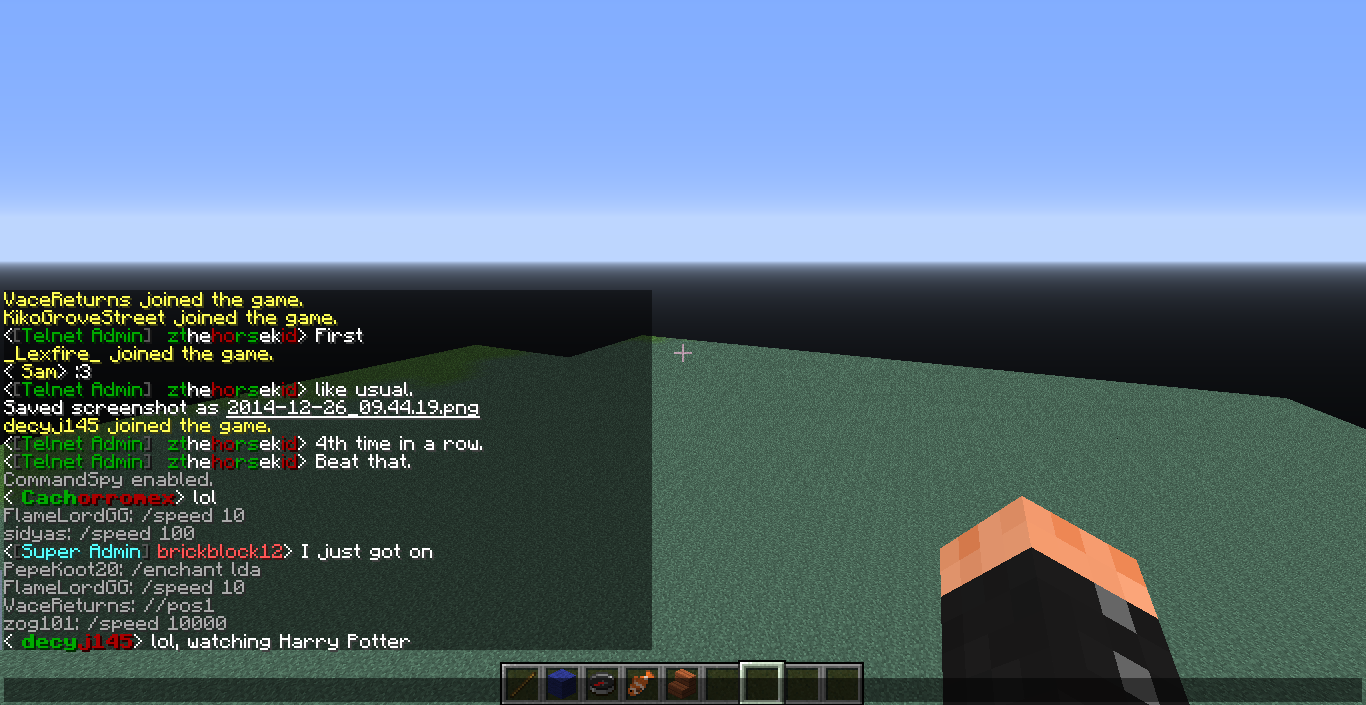 VaceReturns joined the game.
KikoGroveStreet joined the game.
<[Telnet Admin] zthehorsekid> First
_Lexfire_ joined the game.
< Sam> :3
<[Telnet Admin] zthehorsekid> like usual.
Saved screenshot as 2014-12-26_09.44.19.png
decyj145 joined the game.
<[Telnet Admin] zthehorsekid> 4th time in a row.
<[Telnet Admin] zthehorsekid> Beat that.
CommandSpy enabled.
< Cachorromex> lol
FlameLordGG: /speed 10
sidyas: /speed 100
<[Super Admin] brickblock12> I just got on
PepeKoot20: /enchant lda
FlameLordGG: /speed 10
VaceReturns: //pos1
zog101: /speed 10000
< decyj145> lol, watching Harry Potter